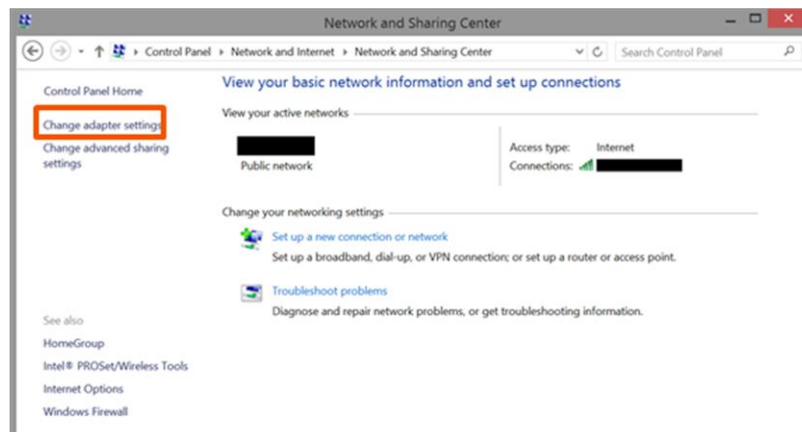 Network and Sharing Center
Control Panel Network and Internet Network and Sharing Center
Search Control Panel
Control Panel Home
Change adapter settings
Change advanced sharing
settings
See also
HomeGroup
Intel® PROSet/Wireless Tools
Internet Options
Windows Firewall
View your basic network information and set up connections
View your active networks
Public network
Access type: Internet
Connections:
Change your networking settings
Set up a new connection or network
Set up a broadband, dial-up, or VPN connection; or set up a router or access point.
Troubleshoot problems
Diagnose and repair network problems, or get troubleshooting information.